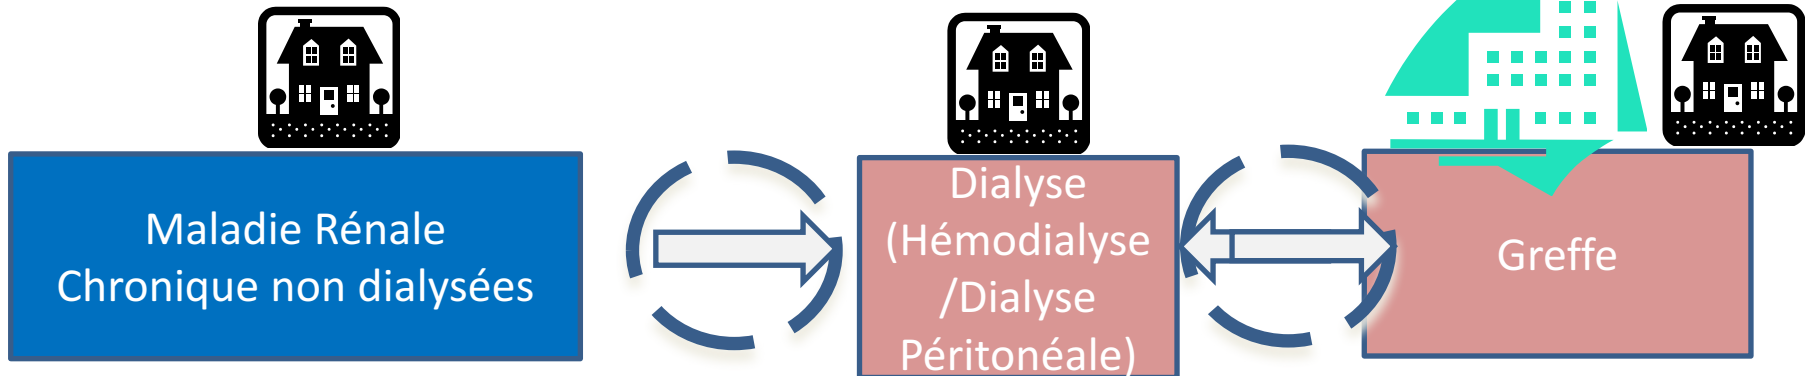 Maladie Rénale
Chronique non dialysées
Dialyse
(Hémodialyse
/Dialyse
Péritonéale)
Greffe